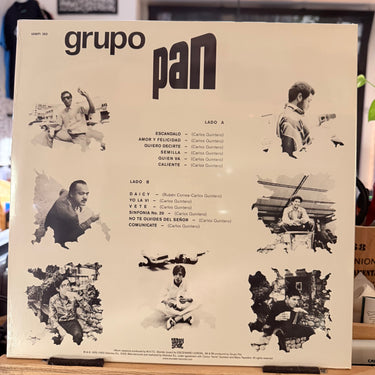 grupo
pan
LADO A
ESCANDALO - (Carlos Quintero)
AMOR Y FELICIDAD - (Carlos Quintero)
QUIERO DECIRTE - (Carlos Quintero)
SEMILLA - (Carlos Quintero)
QUIEN VA - (Carlos Quintero)
CALIENTE - (Carlos Quintero)
LADO B
DAICY - (Rubén Correa-Carlos Quintero)
YO LA VI - (Carlos Quintero)
VETE - (Carlos Quintero)
SINFONIA No. 20 - (Carlos Quintero)
NO TE OLVIDES DEL SEÑOR - (Carlos Quintero)
COMUNICATE - (Carlos Quintero)